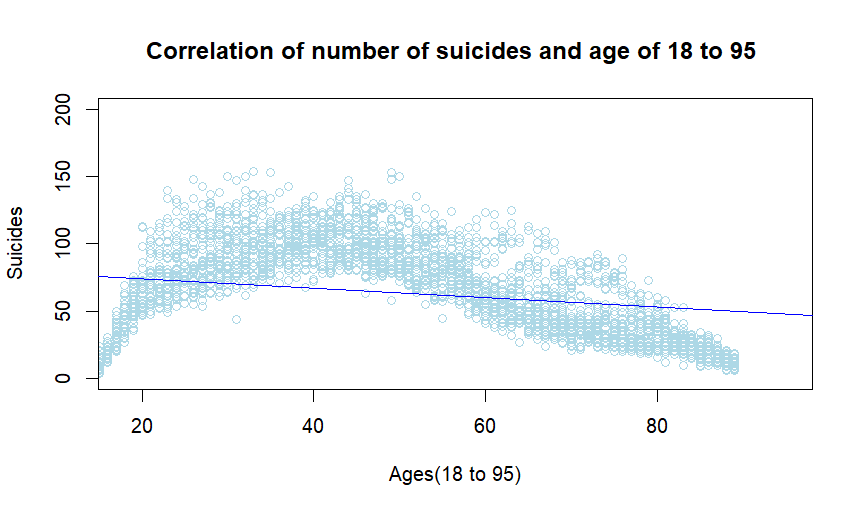 Correlation of number of suicides and age of 18 to 95
200
150
100
50
0
Suicides
20 40 60 80
Ages(18 to 95)